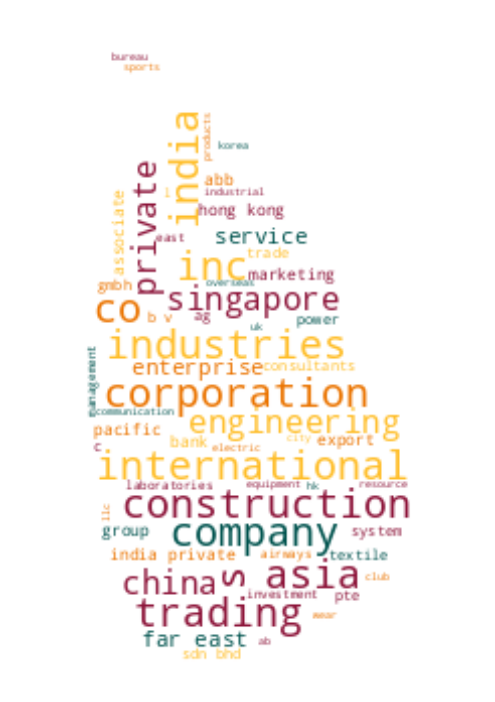 bureau
sports
india
products
korea
private
abb
industrial
associate
hong kong
east
service
trade
inc
marketing
gmbh
overseas
singapore
co
b v
ag
power
uk
industries
management
enterprise
consultants
corporation
communication
engineering
pacific
bank
city
export
c
electric
international
laboratories
equipment
hk
resource
construction
llc
group
company
system
india private
airways
textile
china
s
asia
club
investment
pte
trading
wear
far east
ab
sdn bhd